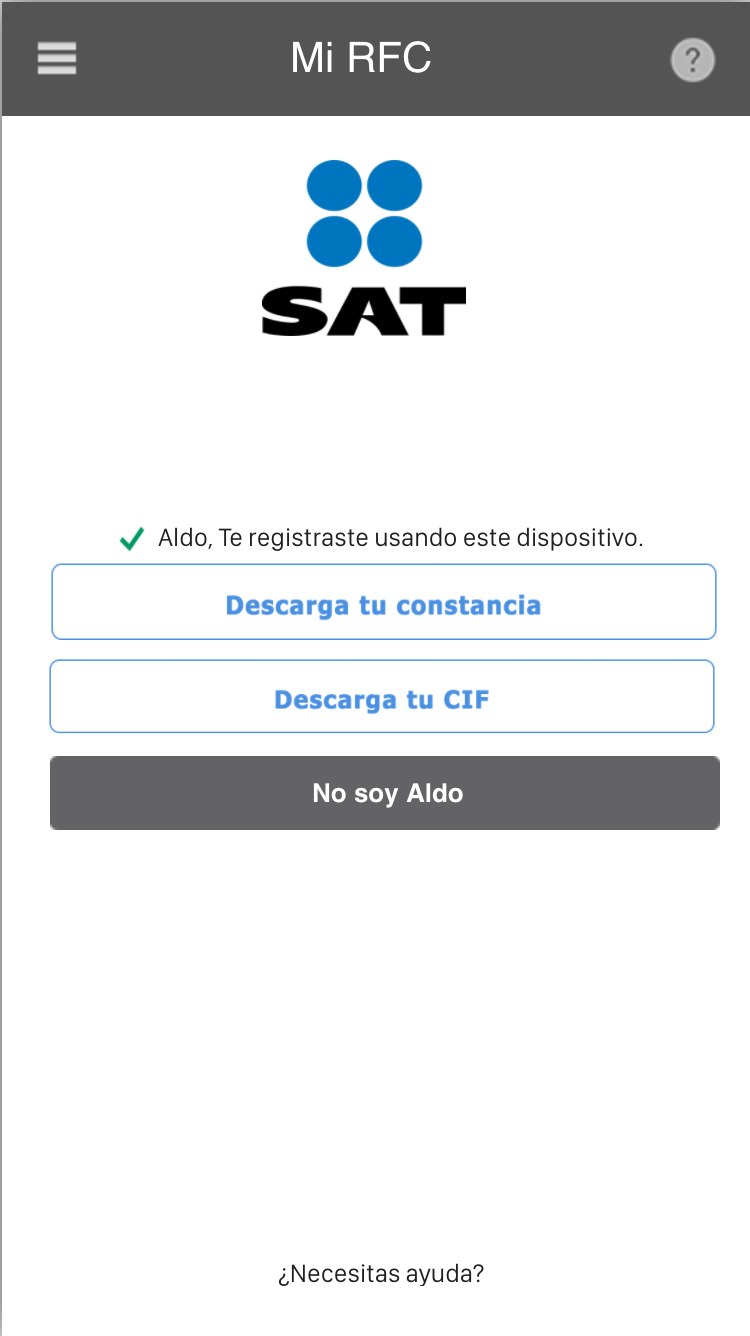 Mi RFC
?
SAT
Aldo, Te registraste usando este dispositivo.
Descarga tu constancia
Descarga tu CIF
No soy Aldo
¿Necesitas ayuda?